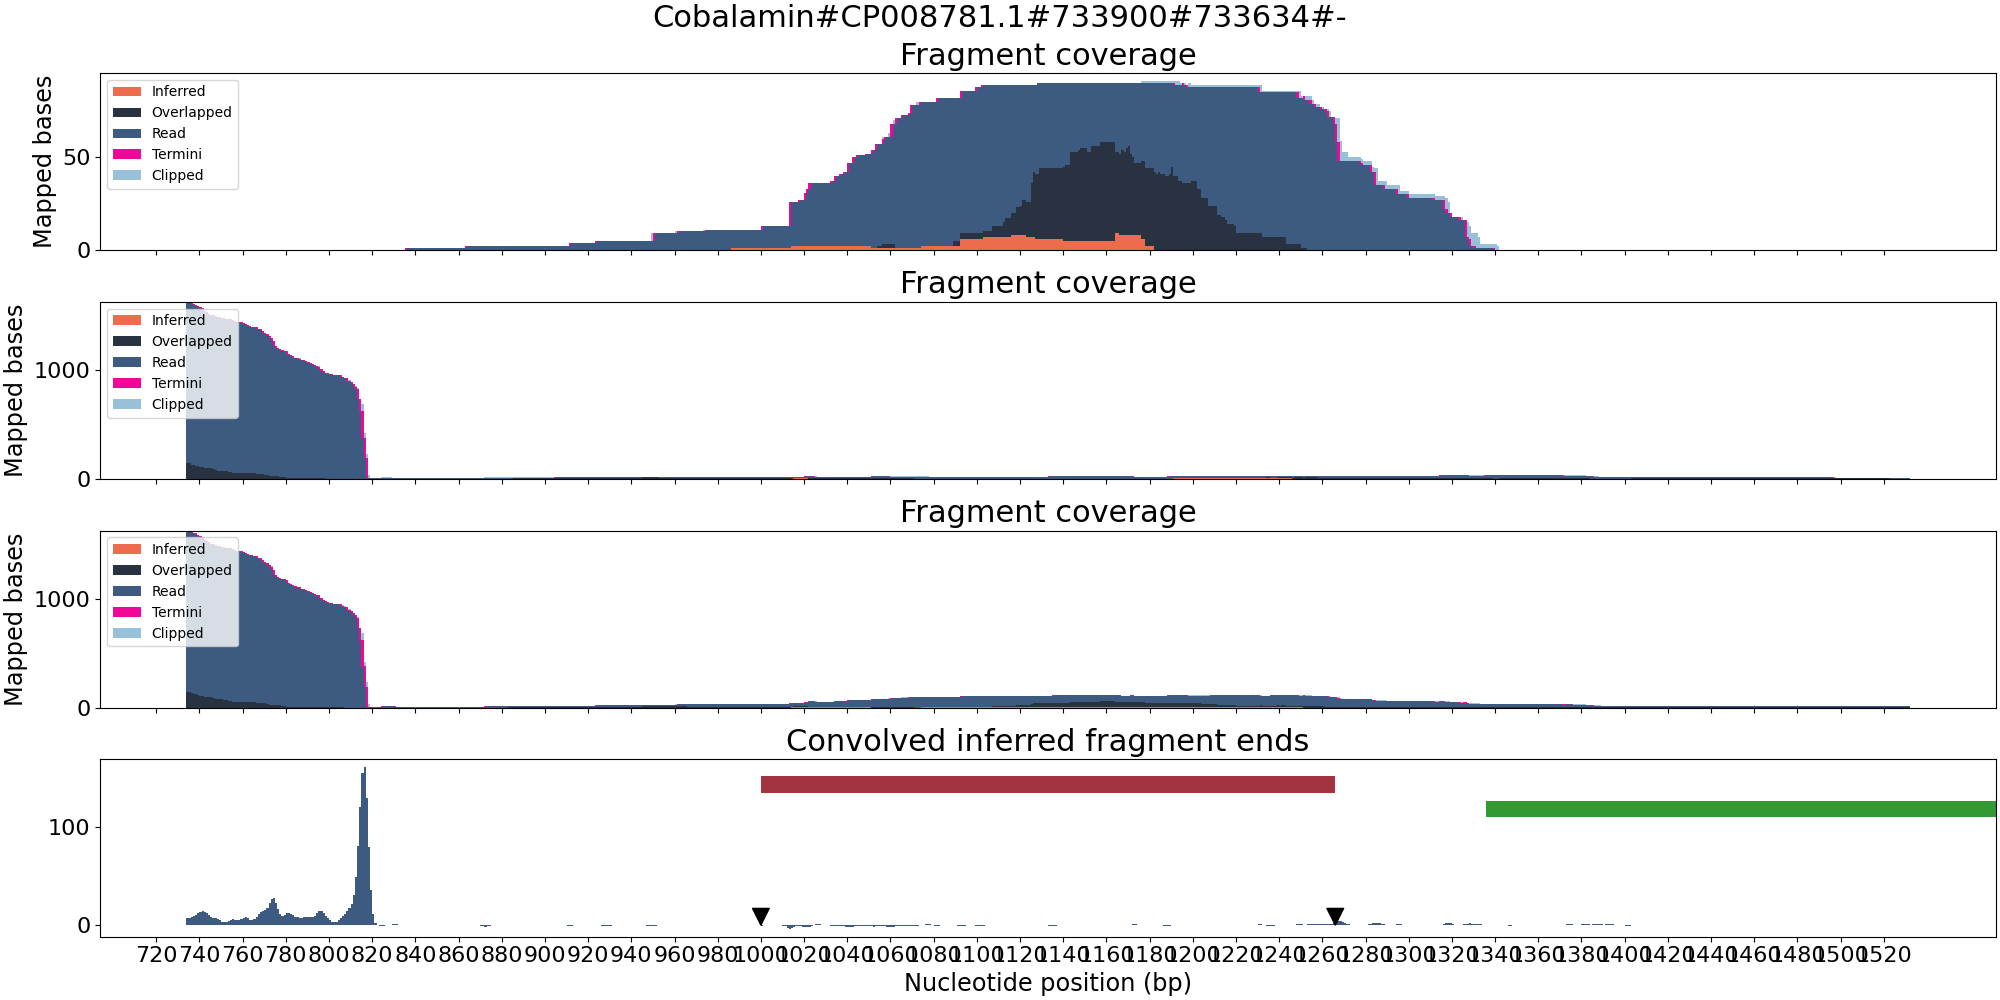 Cobalamin#CP008781.1#733900#733634#-
Fragment coverage
Mapped bases
50
0
Inferred
Overlapped
Read
Termini
Clipped
Fragment coverage
Mapped bases
1000
0
Inferred
Overlapped
Read
Termini
Clipped
Fragment coverage
Mapped bases
1000
0
Inferred
Overlapped
Read
Termini
Clipped
Convolved inferred fragment ends
100
0
720 740 760 780 800 820 840 860 880 900 920 940 960 980 1000 1020 1040 1060 1080 1100 1120 1140 1160 1180 1200 1220 1240 1260 1280 1300 1320 1340 1360 1380 1400 1420 1440 1460 1480 1500 1520
Nucleotide position (bp)